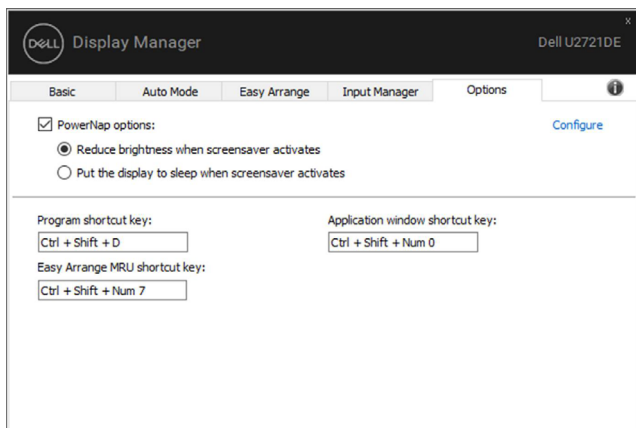 x
DELL Display Manager Dell U2721DE
Basic Auto Mode Easy Arrange Input Manager Options
PowerNap options: Configure
Reduce brightness when screensaver activates
Put the display to sleep when screensaver activates
Program shortcut key: Application window shortcut key:
Ctrl + Shift + D Ctrl + Shift + Num 0
Easy Arrange MRU shortcut key:
Ctrl + Shift + Num 7